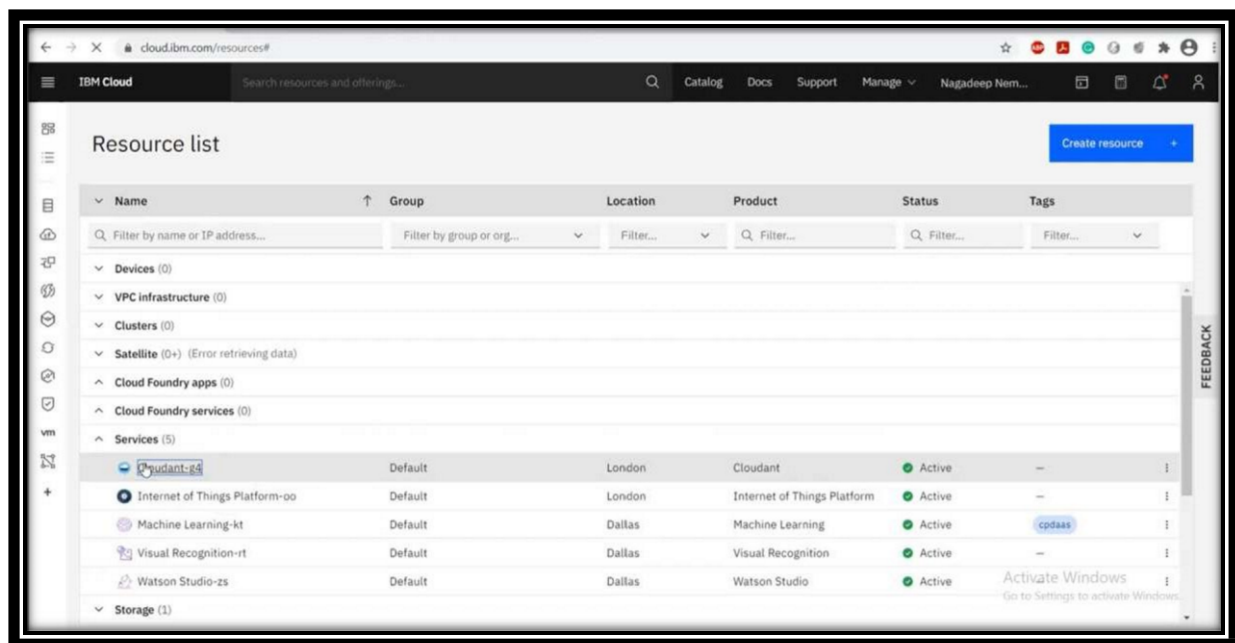 cloud.ibm.com/resources#
IBM Cloud Search resources and offerings... Catalog Docs Support Manage Nagadeep Nem...
Resource list
Create resource +
Name Group Location Product Status Tags
Filter by name or IP address... Filter by group or org... Filter... Filter... Filter... Filter...
Devices (0)
VPC infrastructure (0)
Clusters (0)
Satellite (0+) (Error retrieving data)
Cloud Foundry apps (0)
Cloud Foundry services (0)
vm
Services (5)
Cloudant-g4 Default London Cloudant Active –
Internet of Things Platform-oo Default London Internet of Things Platform Active –
Machine Learning-kt Default Dallas Machine Learning Active cpdaas
Visual Recognition-rt Default Dallas Visual Recognition Active –
Watson Studio-zs Default Dallas Watson Studio Active
Storage (1)
FEEDBACK
Activate Windows
Go to Settings to activate Windows.